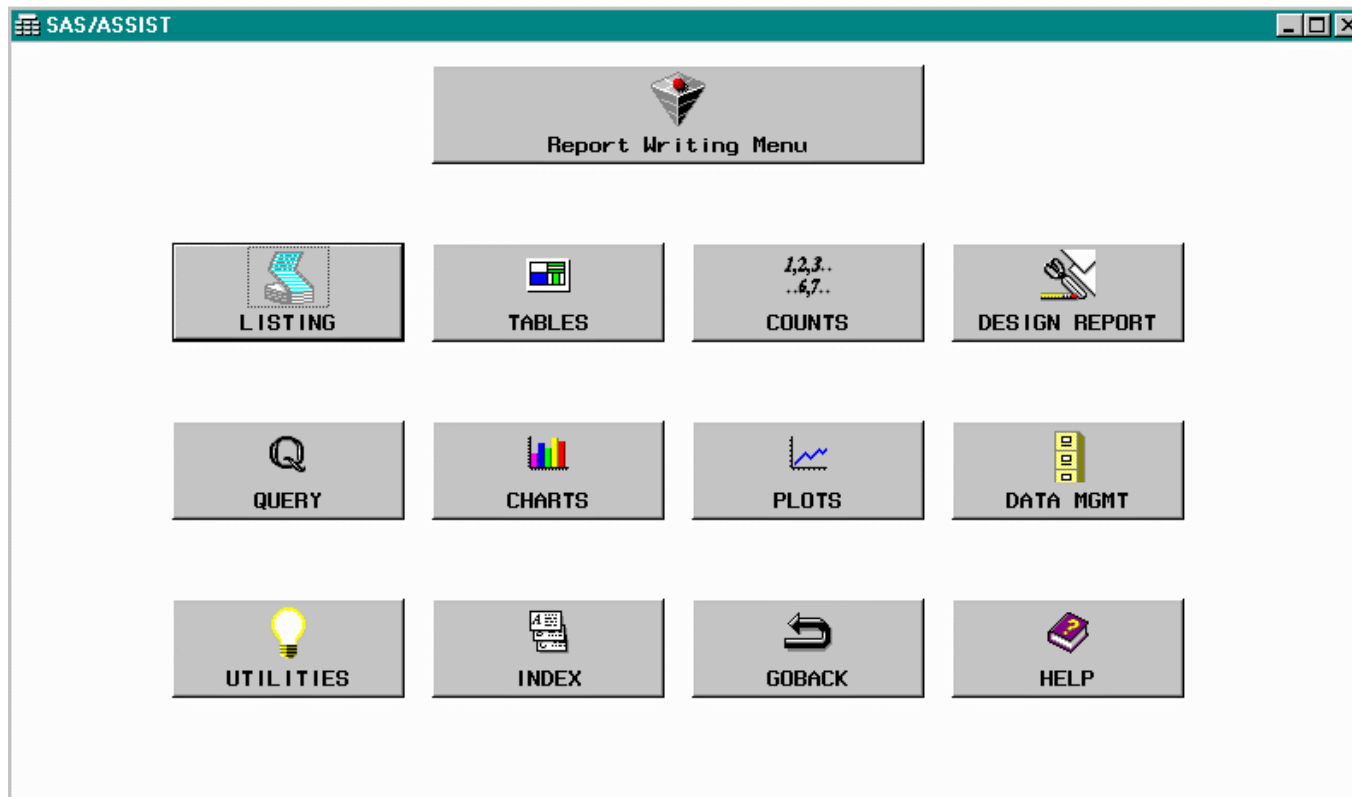 SAS/ASSIST
Report Writing Menu
1,2,3..
..6,7..
LISTING
TABLES
COUNTS
DESIGN REPORT
Q
QUERY
CHARTS
PLOTS
DATA MGMT
A
?
UTILITIES
INDEX
GOBACK
HELP